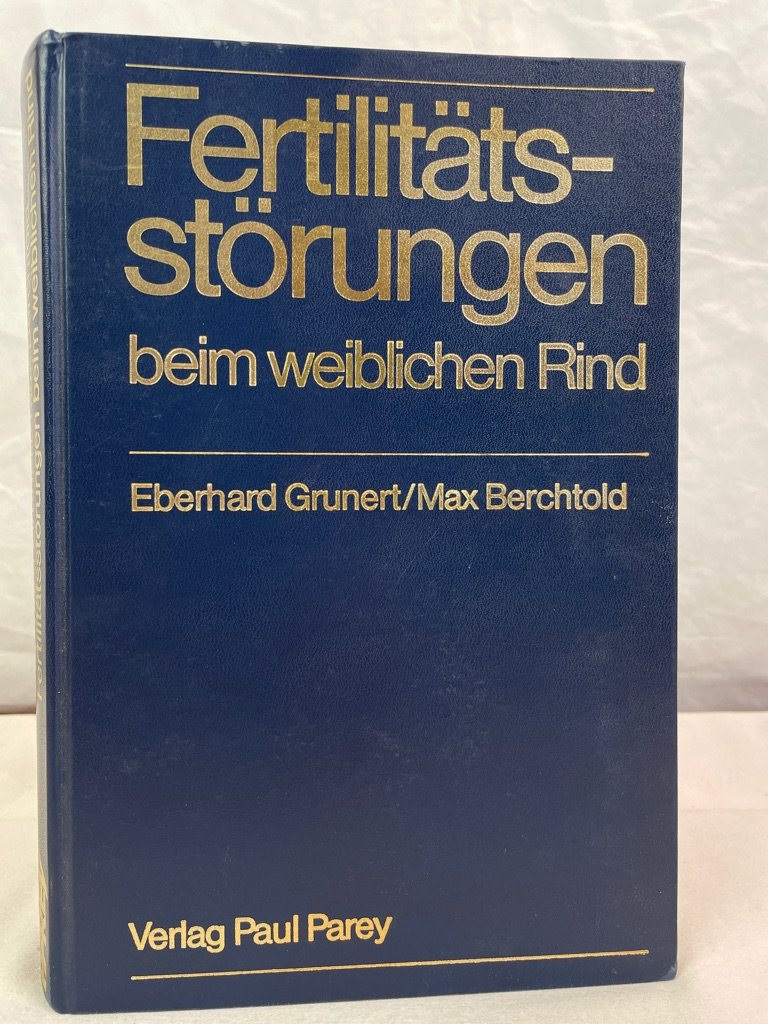 Fertilitäts-
störungen
beim weiblichen Rind
Eberhard Grunert/Max Berchtold
Verlag Paul Parey
Fertilitätsstörungen beim weiblichen Rind